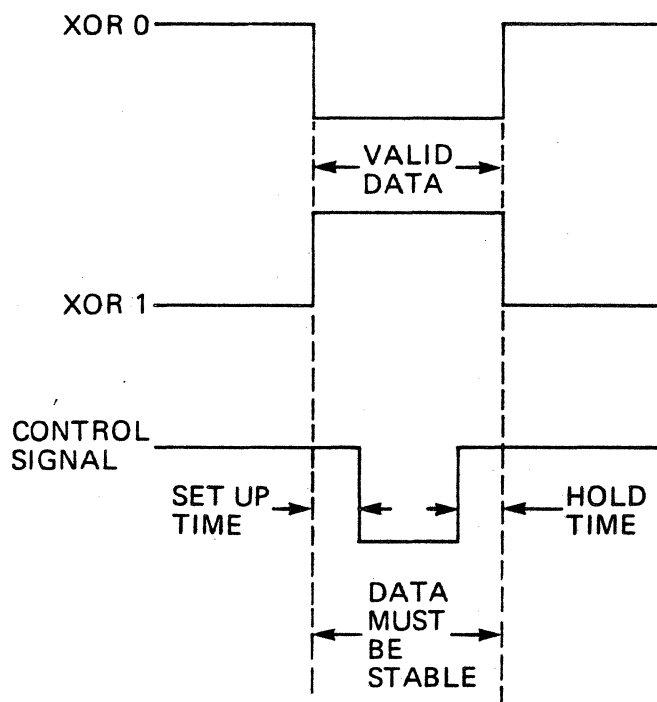 XOR 0
VALID
DATA
XOR 1
CONTROL
SIGNAL
SET UP
TIME
HOLD
TIME
DATA
MUST
BE
STABLE